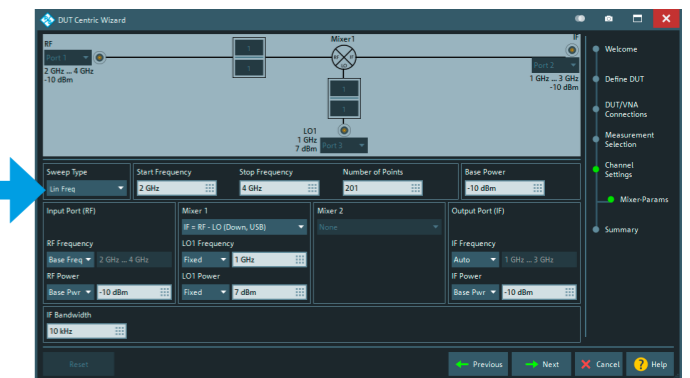 DUT Centric Wizard
RF
Port 1
2 GHz ... 4 GHz
-10 dBm
1
1
Mixer1
RF IF
LO
1
1
LO1
1 GHz
7 dBm
Port 3
IF
Port 2
1 GHz ... 3 GHz
-10 dBm
Welcome
Define DUT
DUT/VNA
Connections
Measurement
Selection
Channel
Settings
Mixer-Params
Summary
Sweep Type
Lin Freq
Start Frequency
2 GHz
Stop Frequency
4 GHz
Number of Points
201
Base Power
-10 dBm
Input Port (RF)
RF Frequency
Base Freq 2 GHz ... 4 GHz
RF Power
Base Pwr -10 dBm
Mixer 1
IF = RF - LO (Down, USB)
LO1 Frequency
Fixed 1 GHz
LO1 Power
Fixed 7 dBm
Mixer 2
None
Output Port (IF)
IF Frequency
Auto 1 GHz ... 3 GHz
IF Power
Base Pwr -10 dBm
IF Bandwidth
10 kHz
Reset
Previous
Next
Cancel
? Help